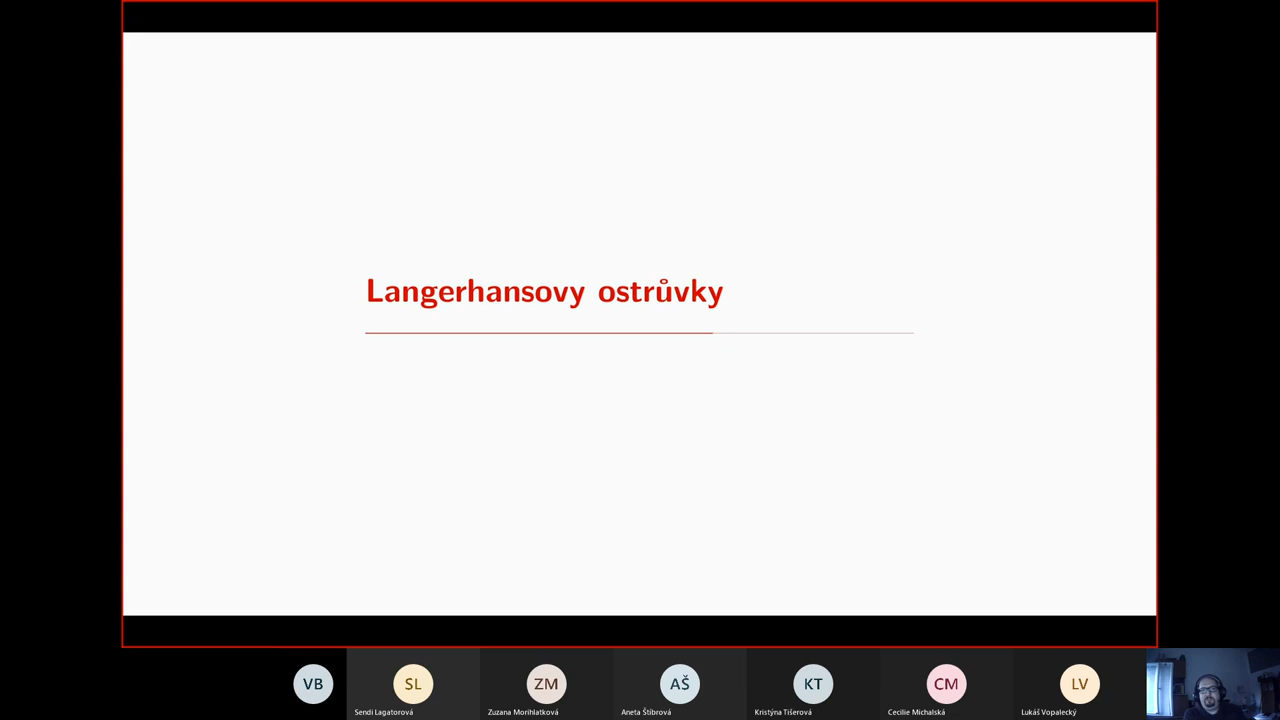 Langerhansovy ostrůvky
VB
SL
ZM
AŠ
KT
CM
LV
Sendi Lagatorová
Zuzana Morihlatková
Aneta Štíbrová
Kristýna Tišerová
Cecilie Michalská
Lukáš Vopalecký